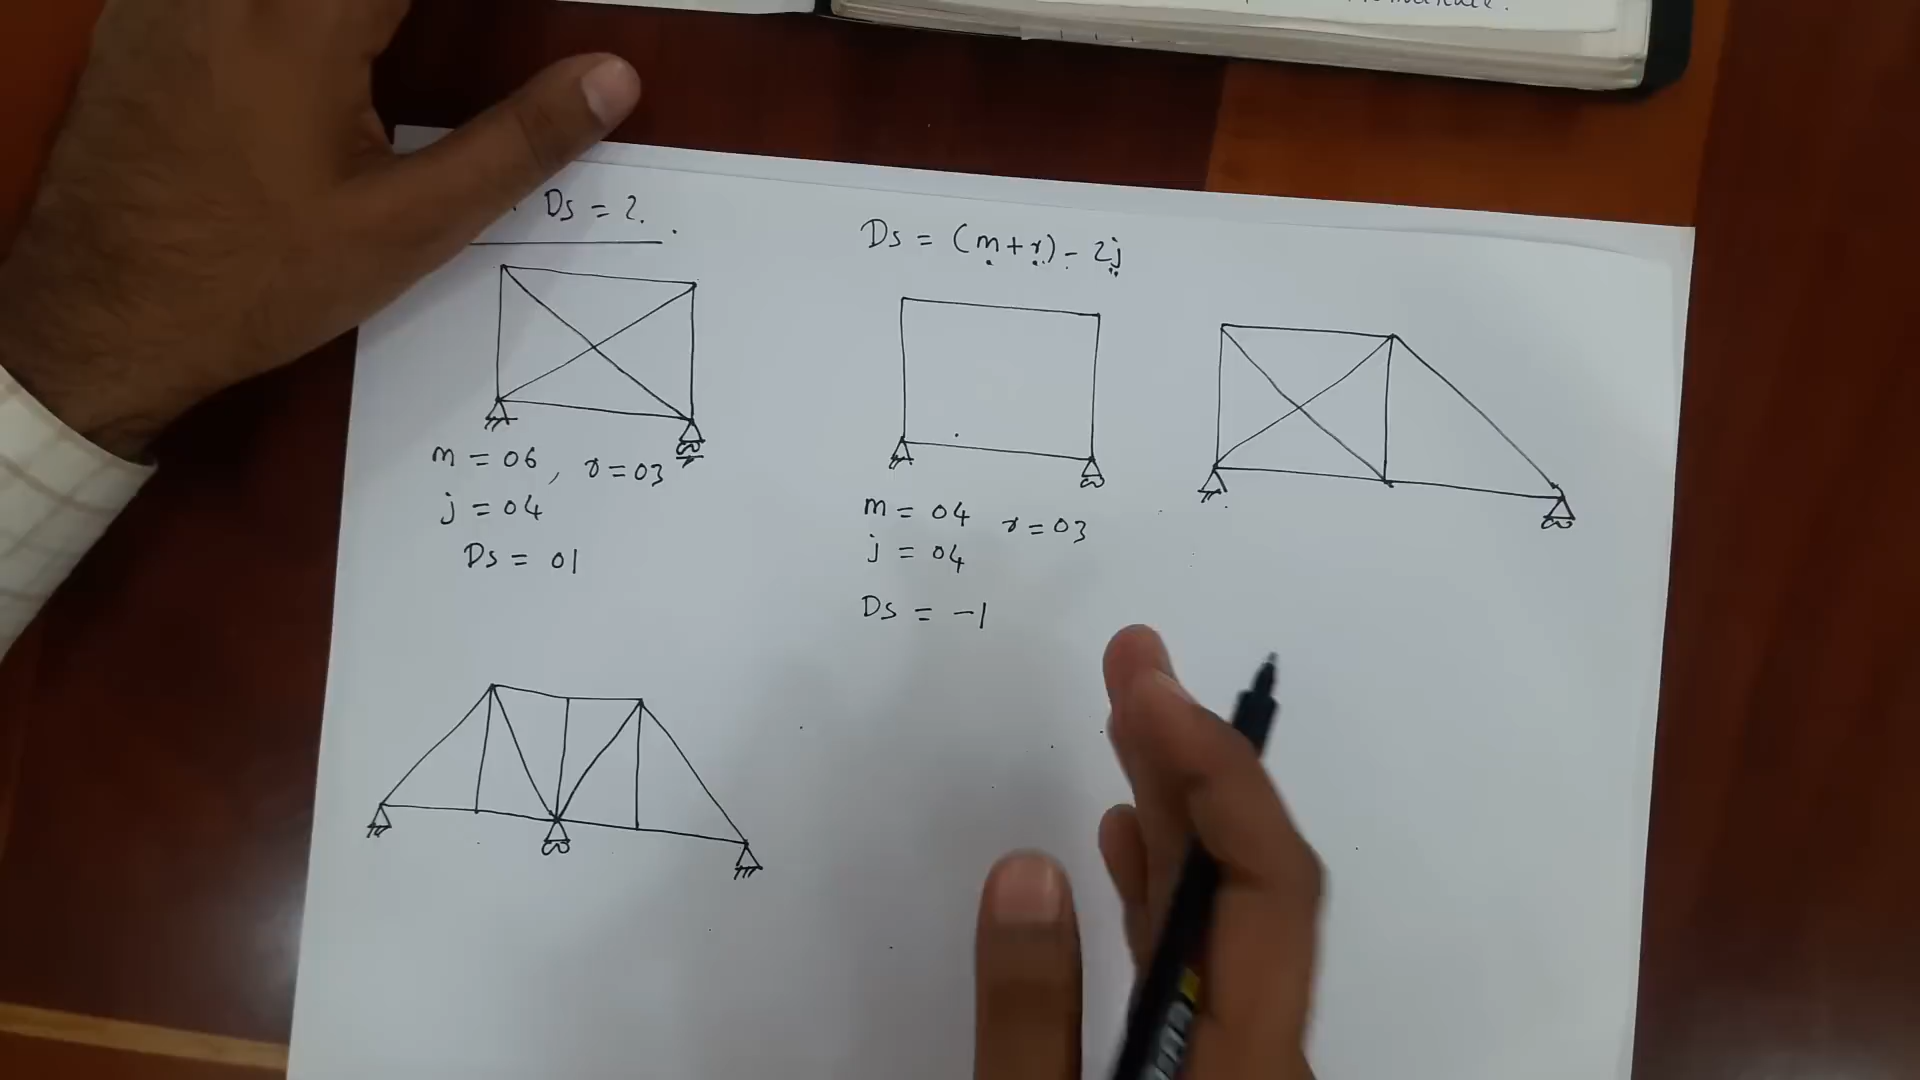 Ds = 2.
Ds = (m+r) - 2j
m = 06, r = 03
j = 04
Ds = 01
m = 04 r = 03
j = 04
Ds = -1